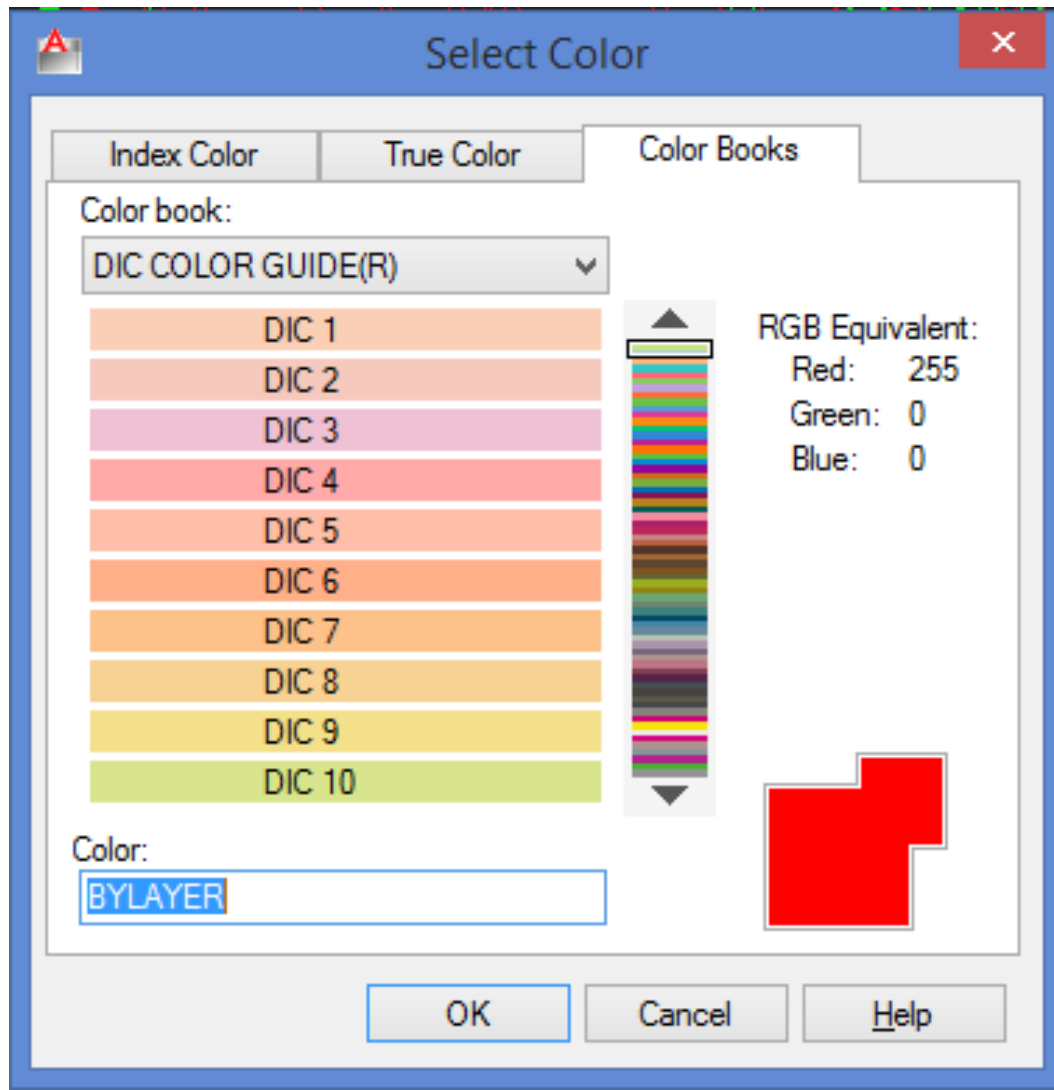 Select Color
Index Color
True Color
Color Books
Color book:
DIC COLOR GUIDE(R)
DIC 1
DIC 2
DIC 3
DIC 4
DIC 5
DIC 6
DIC 7
DIC 8
DIC 9
DIC 10
RGB Equivalent:
Red: 255
Green: 0
Blue: 0
Color:
BYLAYER
OK
Cancel
Help